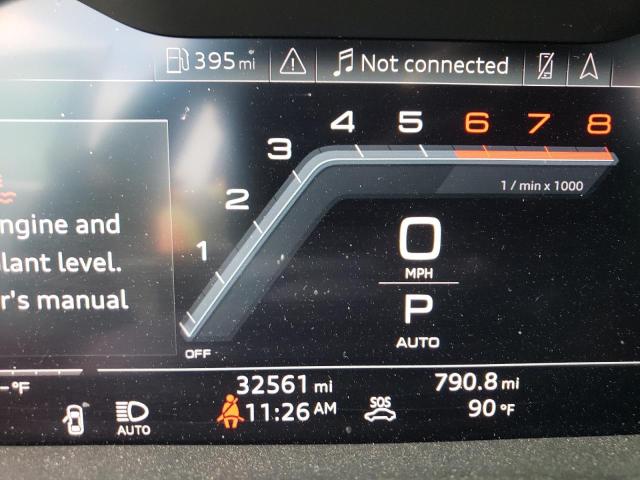 395 mi
Not connected
1 2 3 4 5 6 7 8
1 / min x 1000
ngine and
lant level.
r's manual
0
MPH
P
AUTO
OFF
--°F
32561 mi 790.8 mi
AUTO
11:26 AM
SOS
90 °F